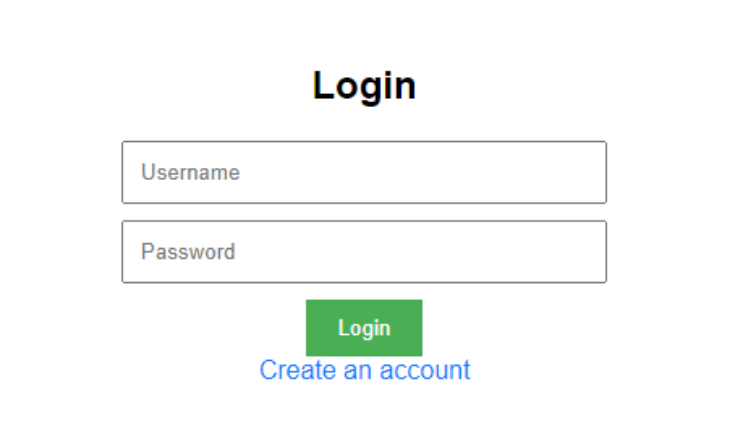 Login
Username
Password
Login
Create an account